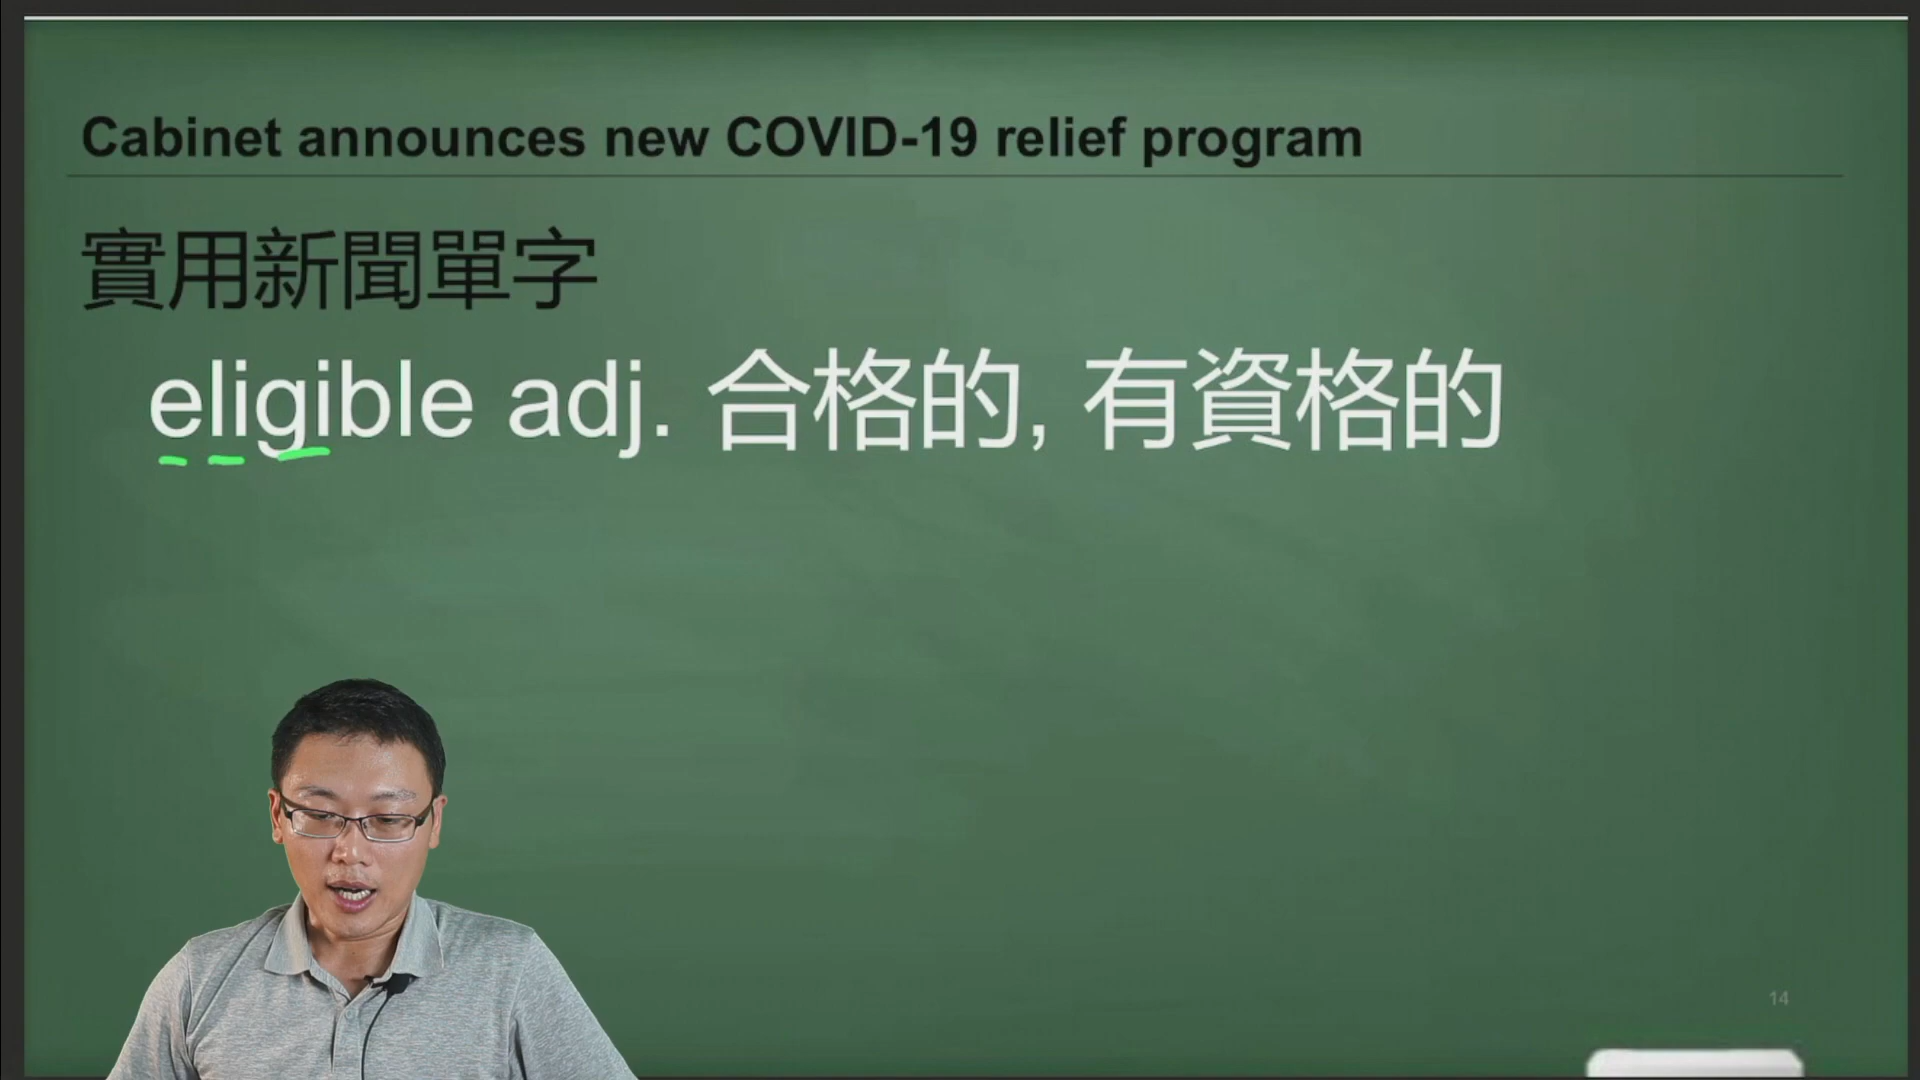 Cabinet announces new COVID-19 relief program
實用新聞單字
eligible adj. 合格的, 有資格的
14